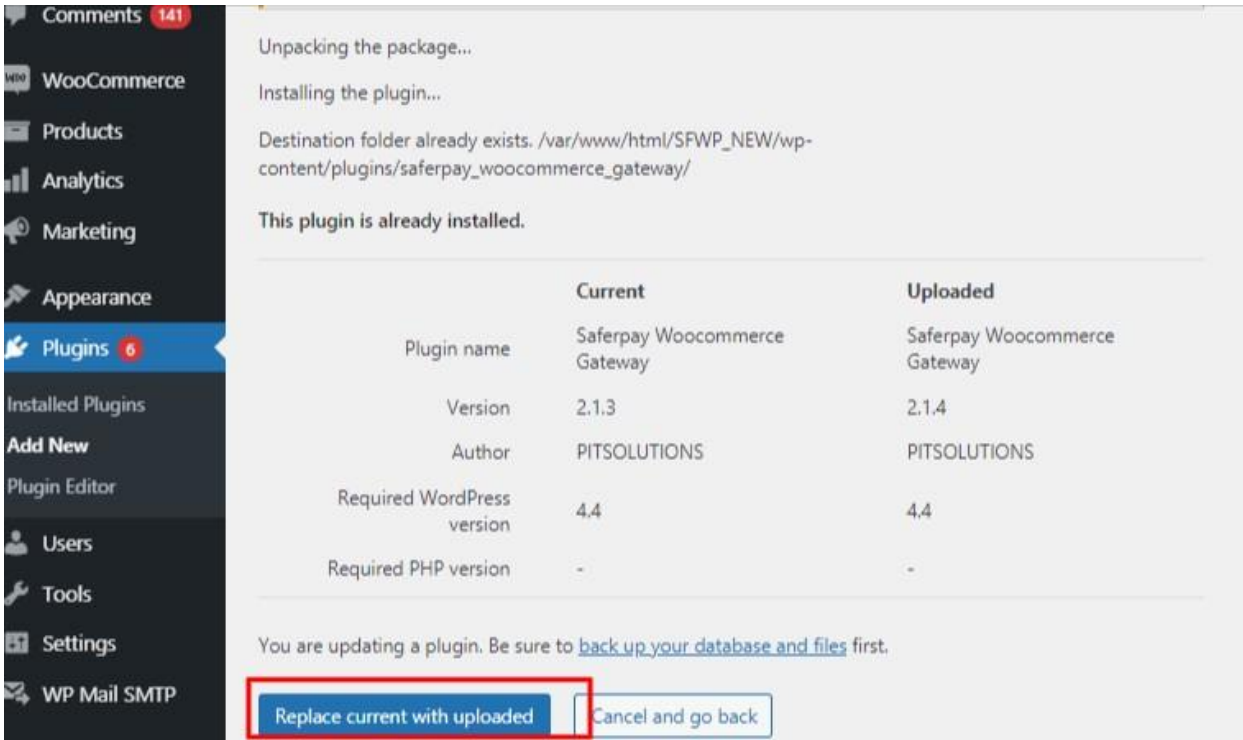 Comments 141
WooCommerce
Products
Analytics
Marketing
Appearance
Plugins 6
Installed Plugins
Add New
Plugin Editor
Users
Tools
Settings
WP Mail SMTP
Unpacking the package...
Installing the plugin...
Destination folder already exists. /var/www/html/SFWP_NEW/wp-
content/plugins/saferpay_woocommerce_gateway/
This plugin is already installed.
Current Uploaded
Plugin name Saferpay Woocommerce Gateway Saferpay Woocommerce Gateway
Version 2.1.3 2.1.4
Author PITSOLUTIONS PITSOLUTIONS
Required WordPress version 4.4 4.4
Required PHP version - -
You are updating a plugin. Be sure to back up your database and files first.
Replace current with uploaded Cancel and go back